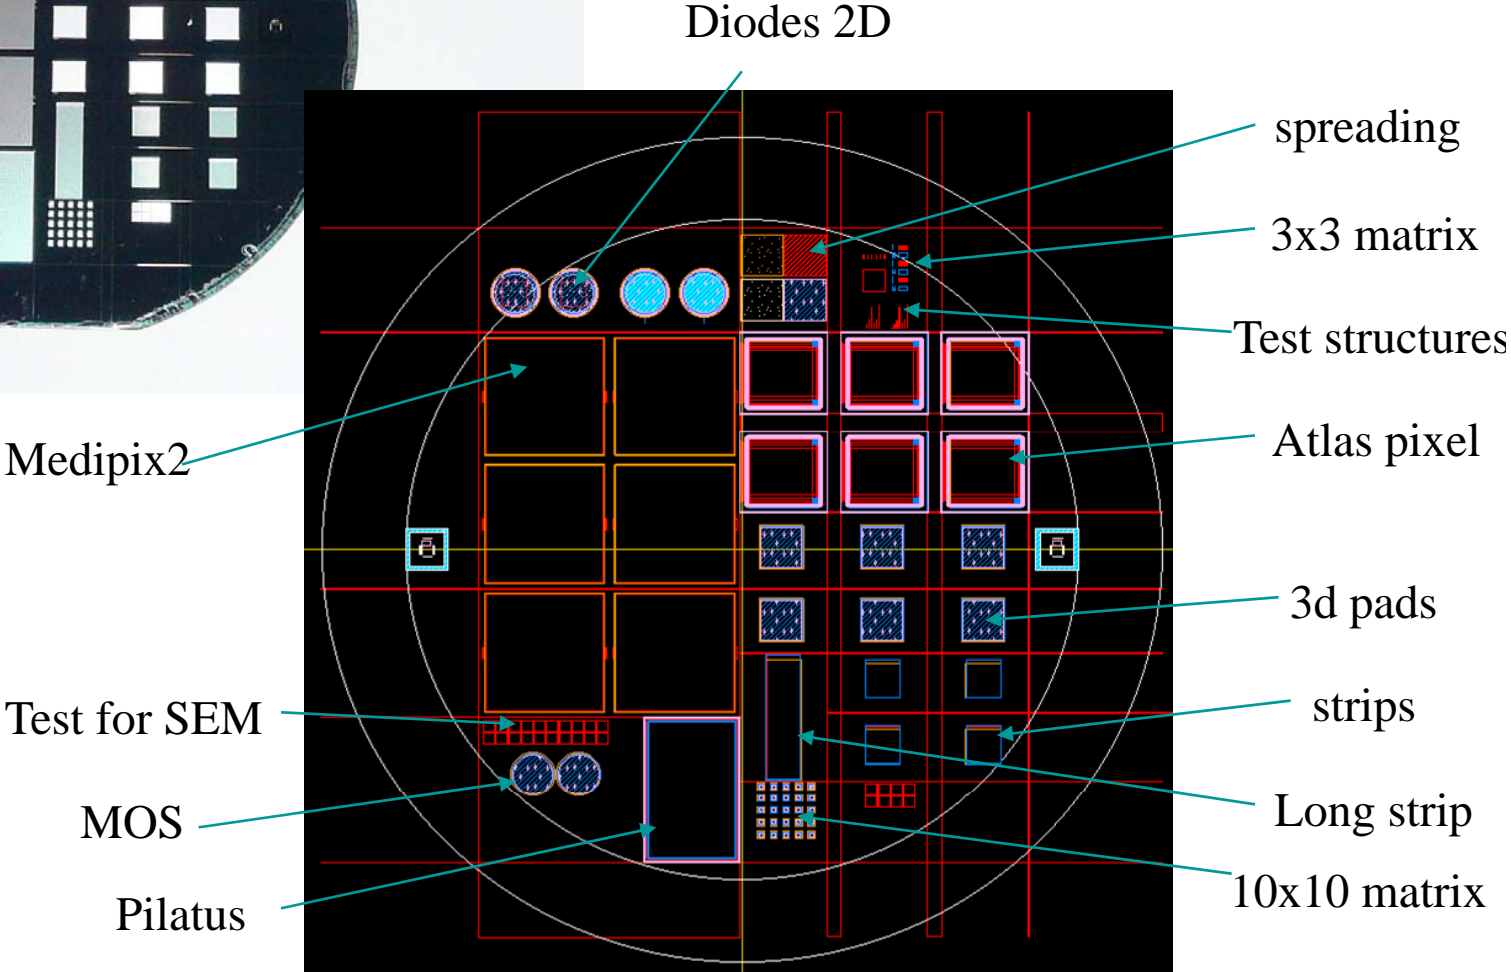 Diodes 2D
spreading
3x3 matrix
Test structures
Medipix2
Atlas pixel
3d pads
Test for SEM
strips
MOS
Long strip
Pilatus
10x10 matrix